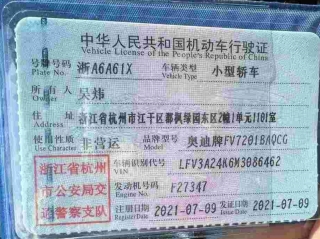 中华人民共和国机动车行驶证
Vehicle License of the People's Republic of China
号牌号码 浙A6A61X 车辆类型 小型轿车
Plate No. Vehicle Type
所有人 吴炜
Owner
住址 浙江省杭州市江干区都枫绿园东区2幢1单元1101室
Address
使用性质 非营运 品牌型号 奥迪牌FV7201BAQCG
Use Character Model
浙江省杭州市公安局交通警察支队
车辆识别代号 LFV3A24K6M3086462
VIN
发动机号码 F27347
Engine No.
注册日期 2021-07-09 发证日期 2021-07-09
Register Date Issue Date